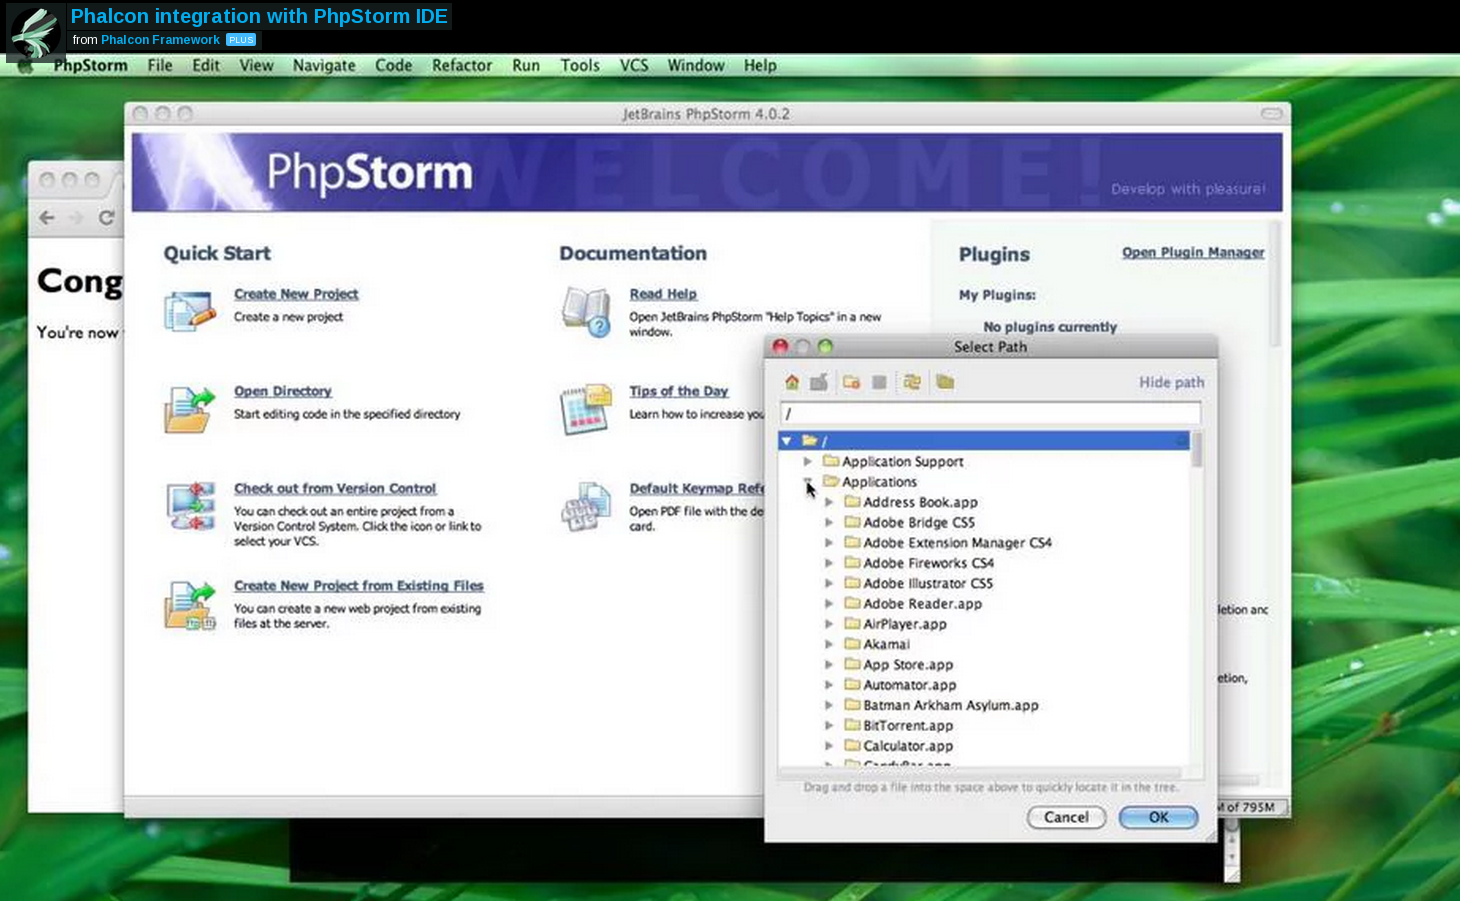 Phalcon integration with PhpStorm IDE
from Phalcon Framework PLUS
PhpStorm File Edit View Navigate Code Refactor Run Tools VCS Window Help
JetBrains PhpStorm 4.0.2
WELCOME!
PhpStorm
Develop with pleasure!
Cong
You're now
Quick Start
Create New Project
Create a new project
Open Directory
Start editing code in the specified directory
Check out from Version Control
You can check out an entire project from a
Version Control System. Click the icon or link to
select your VCS.
Create New Project from Existing Files
You can create a new web project from existing
files at the server.
Documentation
Read Help
Open JetBrains PhpStorm "Help Topics" in a new
window.
Tips of the Day
Learn how to increase you
Default Keymap Refe
Open PDF file with the de
card.
Plugins
Open Plugin Manager
My Plugins:
No plugins currently
letion and
etion,
M of 795M
Select Path
Hide path
/
/
Application Support
Applications
Address Book.app
Adobe Bridge CS5
Adobe Extension Manager CS4
Adobe Fireworks CS4
Adobe Illustrator CS5
Adobe Reader.app
AirPlayer.app
Akamai
App Store.app
Automator.app
Batman Arkham Asylum.app
BitTorrent.app
Calculator.app
CandyBar.app
Drag and drop a file into the space above to quickly locate it in the tree.
Cancel
OK